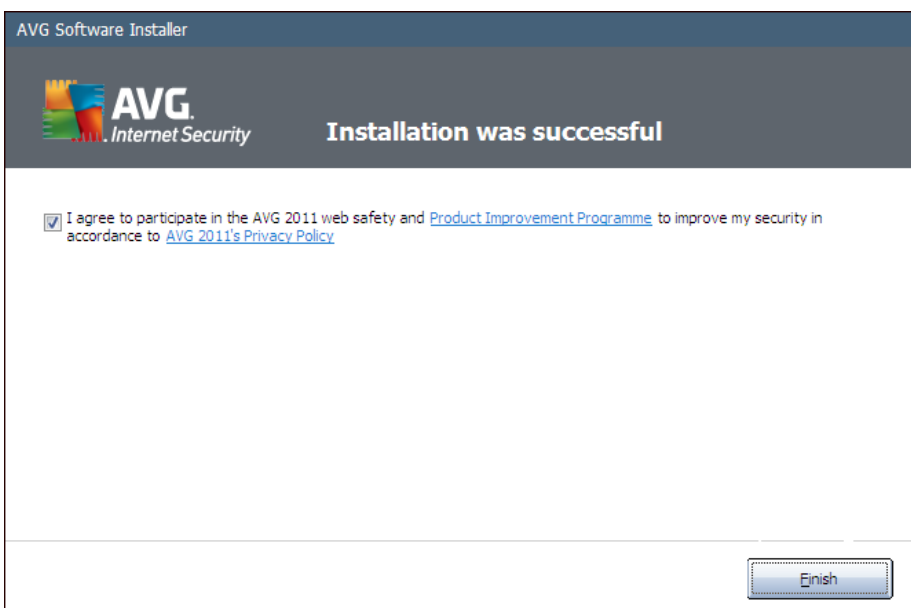 AVG Software Installer
AVG.
Internet Security
Installation was successful
I agree to participate in the AVG 2011 web safety and Product Improvement Programme to improve my security in
accordance to AVG 2011's Privacy Policy
Finish